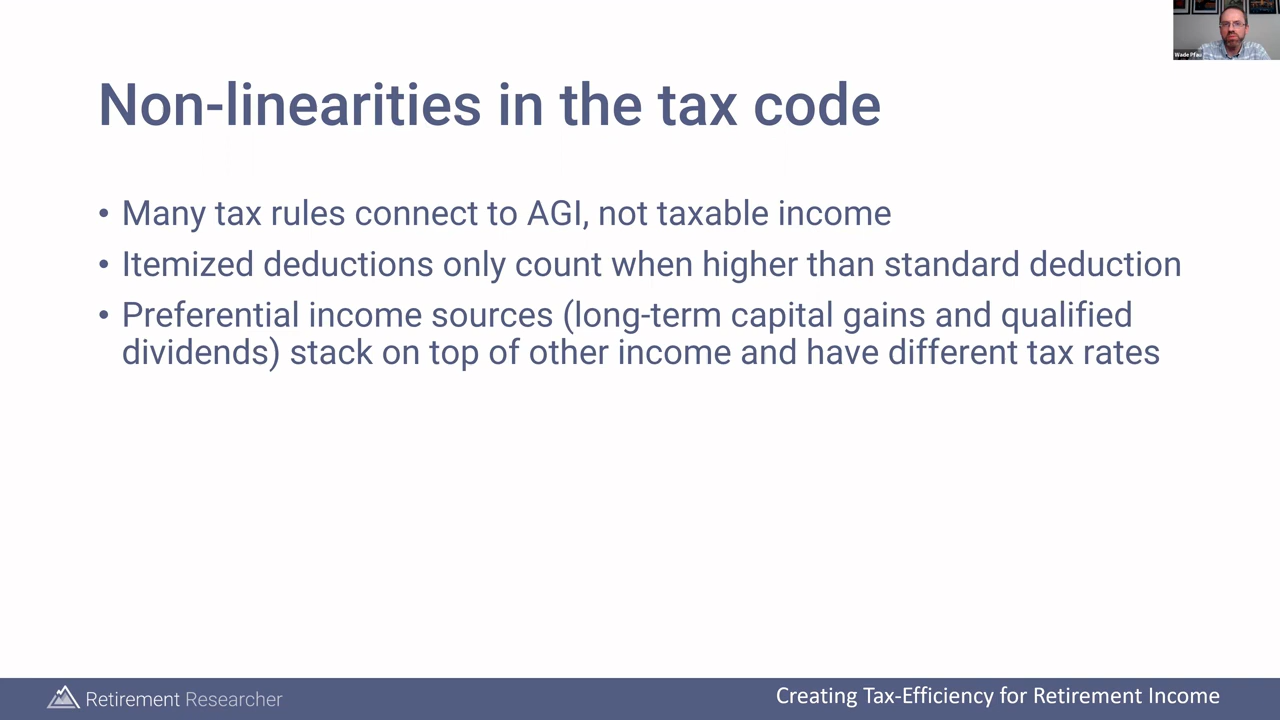 Wade Pfau
Non-linearities in the tax code
• Many tax rules connect to AGI, not taxable income
• Itemized deductions only count when higher than standard deduction
• Preferential income sources (long-term capital gains and qualified
dividends) stack on top of other income and have different tax rates
Retirement Researcher
Creating Tax-Efficiency for Retirement Income